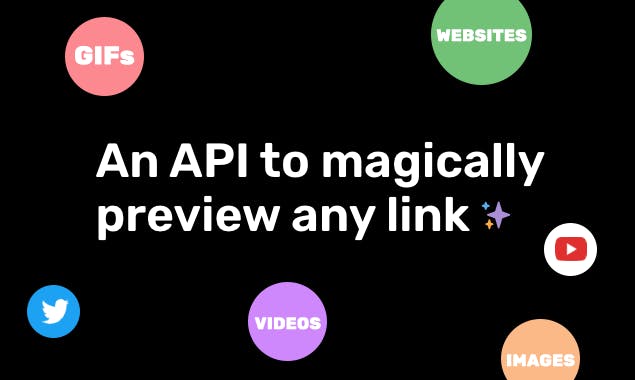 GIFs
WEBSITES
An API to magically
preview any link
VIDEOS
IMAGES